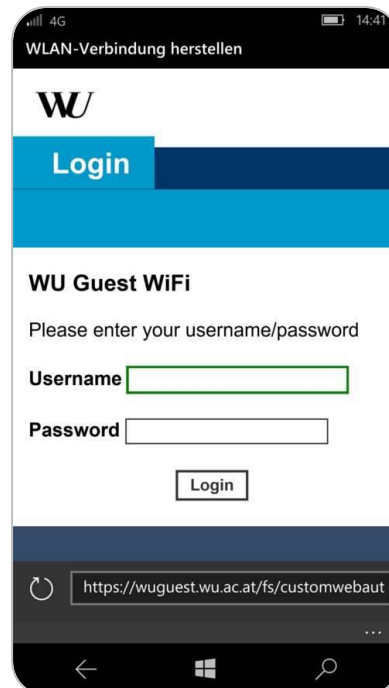 4G 14:41
WLAN-Verbindung herstellen
WU
Login
WU Guest WiFi
Please enter your username/password
Username
Password
Login
https://wuguest.wu.ac.at/fs/customwebaut
...